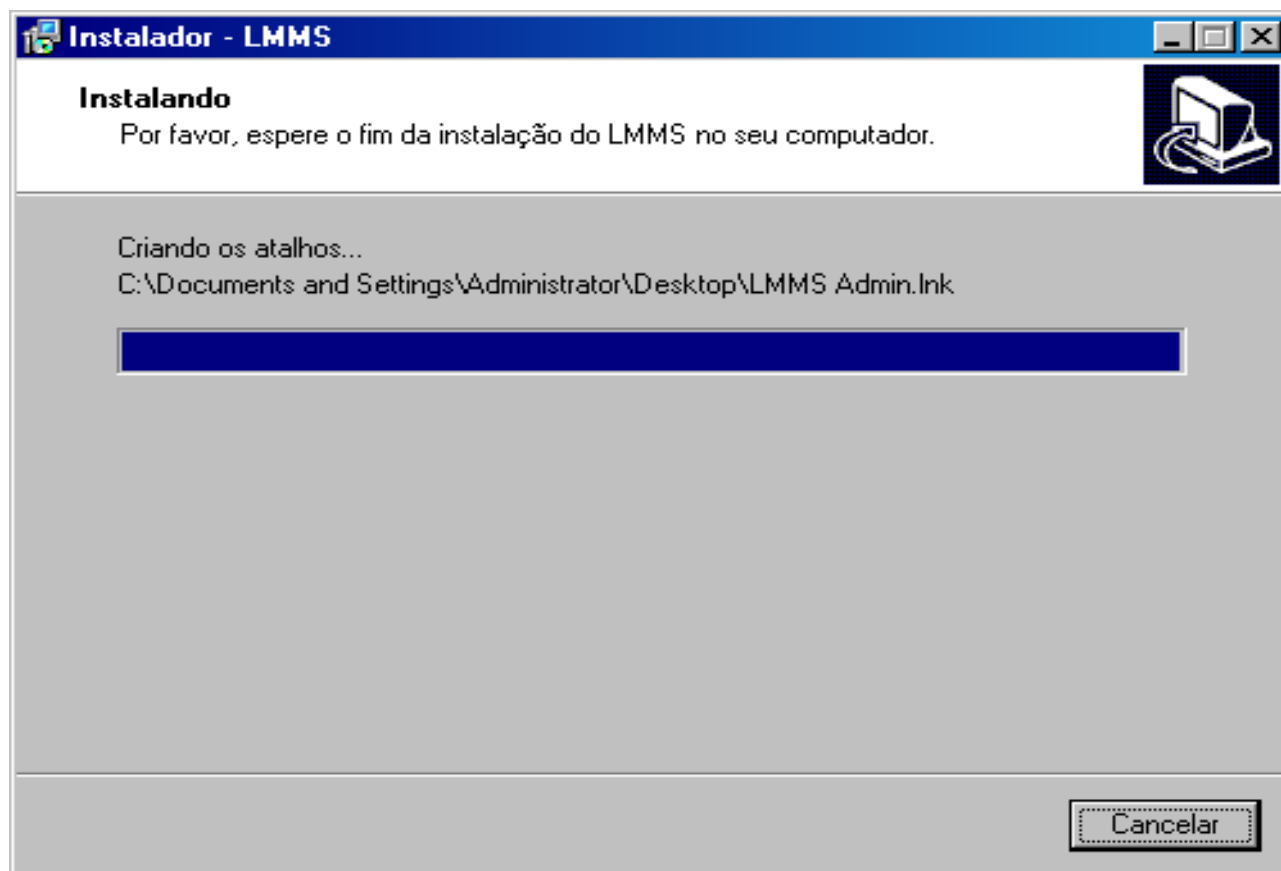 Instalador - LMMS
Instalando
Por favor, espere o fim da instalação do LMMS no seu computador.
Criando os atalhos...
C:\Documents and Settings\Administrator\Desktop\LMMS Admin.lnk
Cancelar